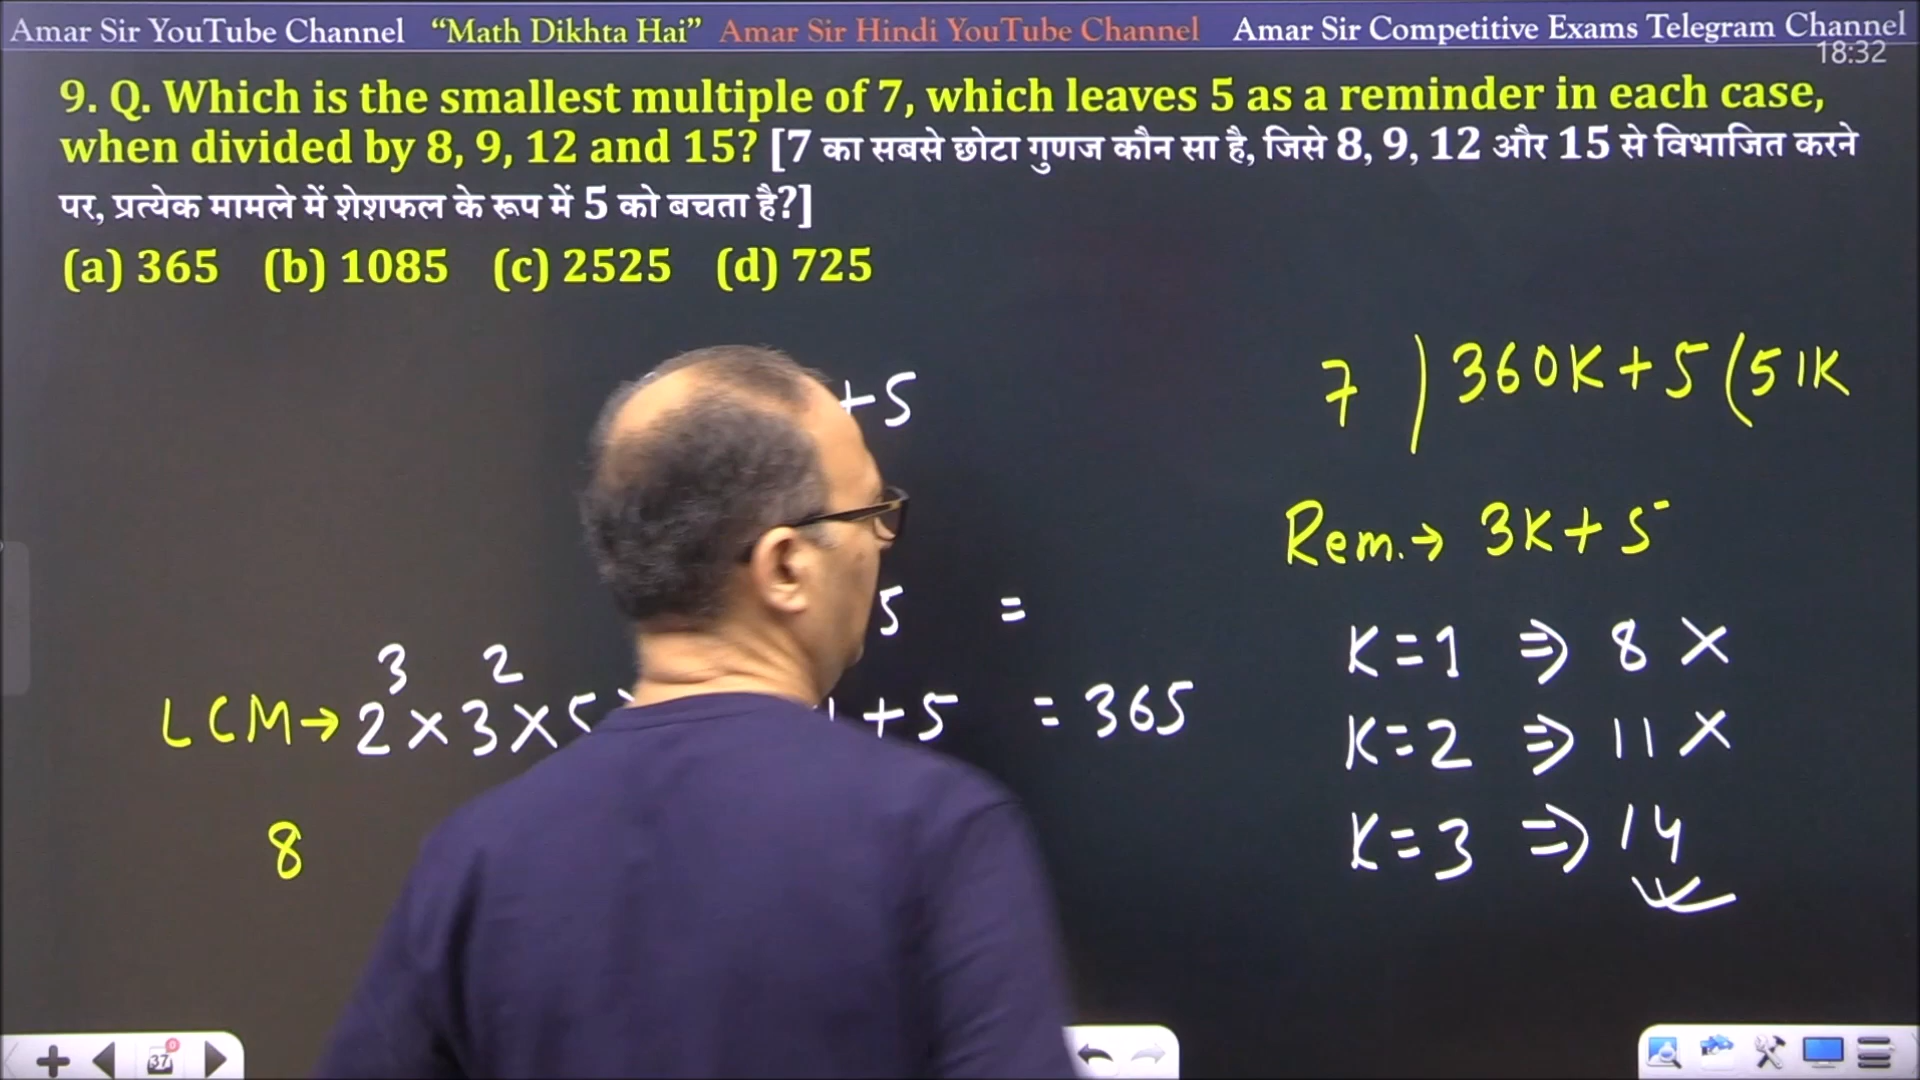 Amar Sir YouTube Channel “Math Dikhta Hai” Amar Sir Hindi YouTube Channel Amar Sir Competitive Exams Telegram Channel
18:32
9. Q. Which is the smallest multiple of 7, which leaves 5 as a reminder in each case,
when divided by 8, 9, 12 and 15? [7 का सबसे छोटा गुणज कौन सा है, जिसे 8, 9, 12 और 15 से विभाजित करने
पर, प्रत्येक मामले में शेशफल के रूप में 5 को बचता है?]
(a) 365 (b) 1085 (c) 2525 (d) 725
+5
7 ) 360K + 5 ( 51K
Rem. → 3K + 5
5 =
K = 1 ⇒ 8 X
LCM → 2³ × 3² × 5
+ 5 = 365
K = 2 ⇒ 11 X
8
K = 3 ⇒ 14
37
0